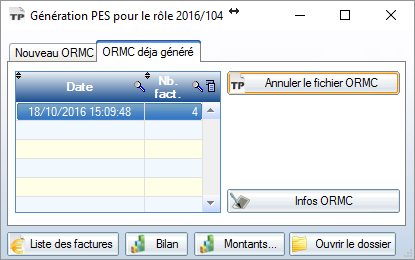 TP Génération PES pour le rôle 2016/104
Nouveau ORMC
ORMC déja généré
Date
Nb. fact.
18/10/2016 15:09:48
4
TP Annuler le fichier ORMC
Infos ORMC
Liste des factures
Bilan
Montants...
Ouvrir le dossier